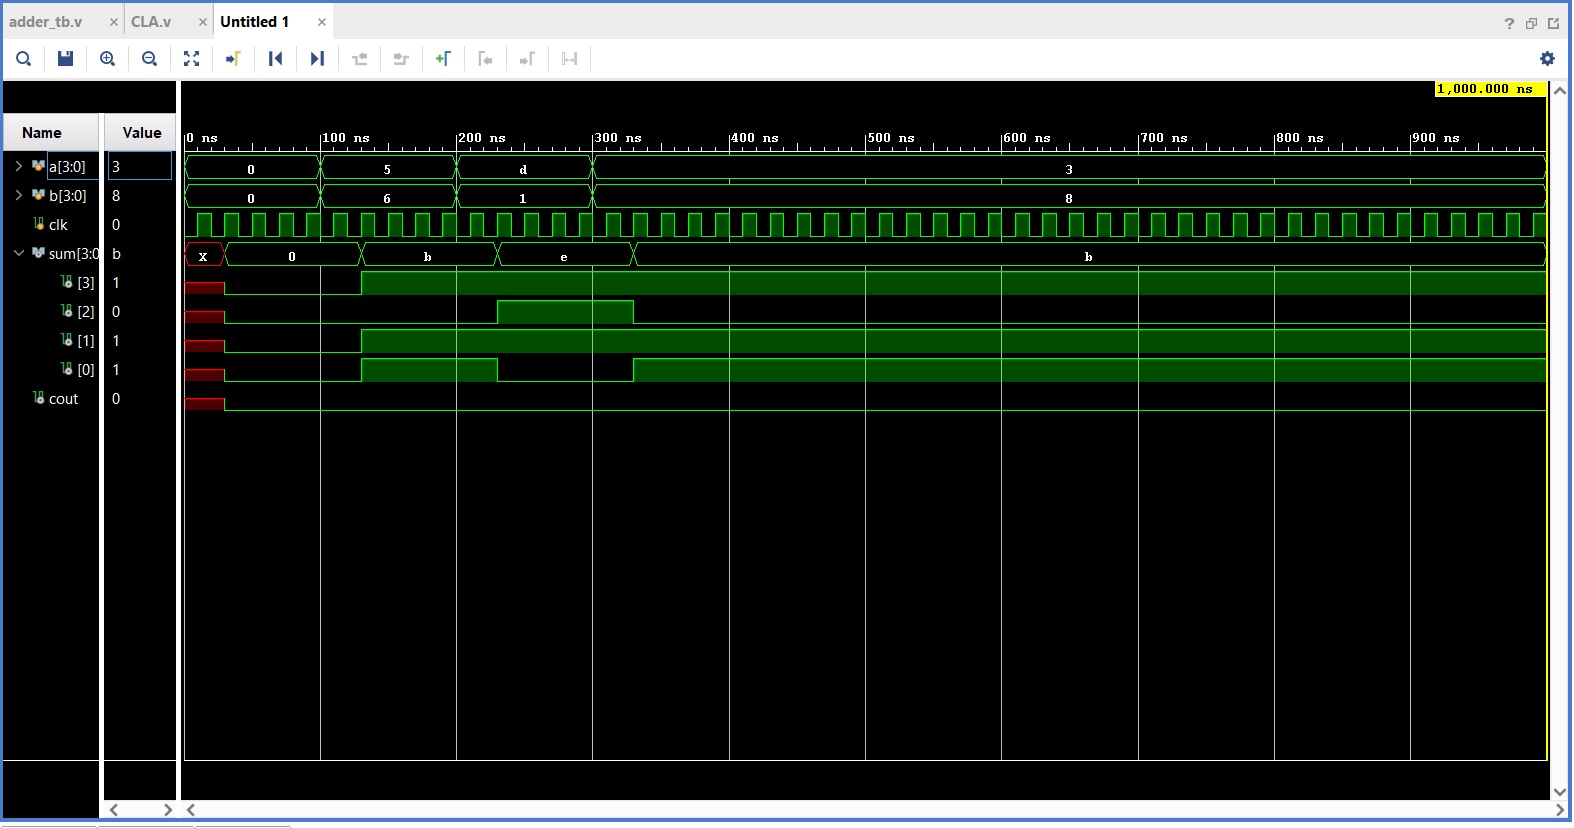 adder_tb.v × CLA.v × Untitled 1 ×
?
1,000.000 ns
Name Value
0 ns 100 ns 200 ns 300 ns 400 ns 500 ns 600 ns 700 ns 800 ns 900 ns
a[3:0] 3 0 5 d 3
b[3:0] 8 0 6 1 8
clk 0
sum[3:0 b x 0 b e b
[3] 1
[2] 0
[1] 1
[0] 1
cout 0